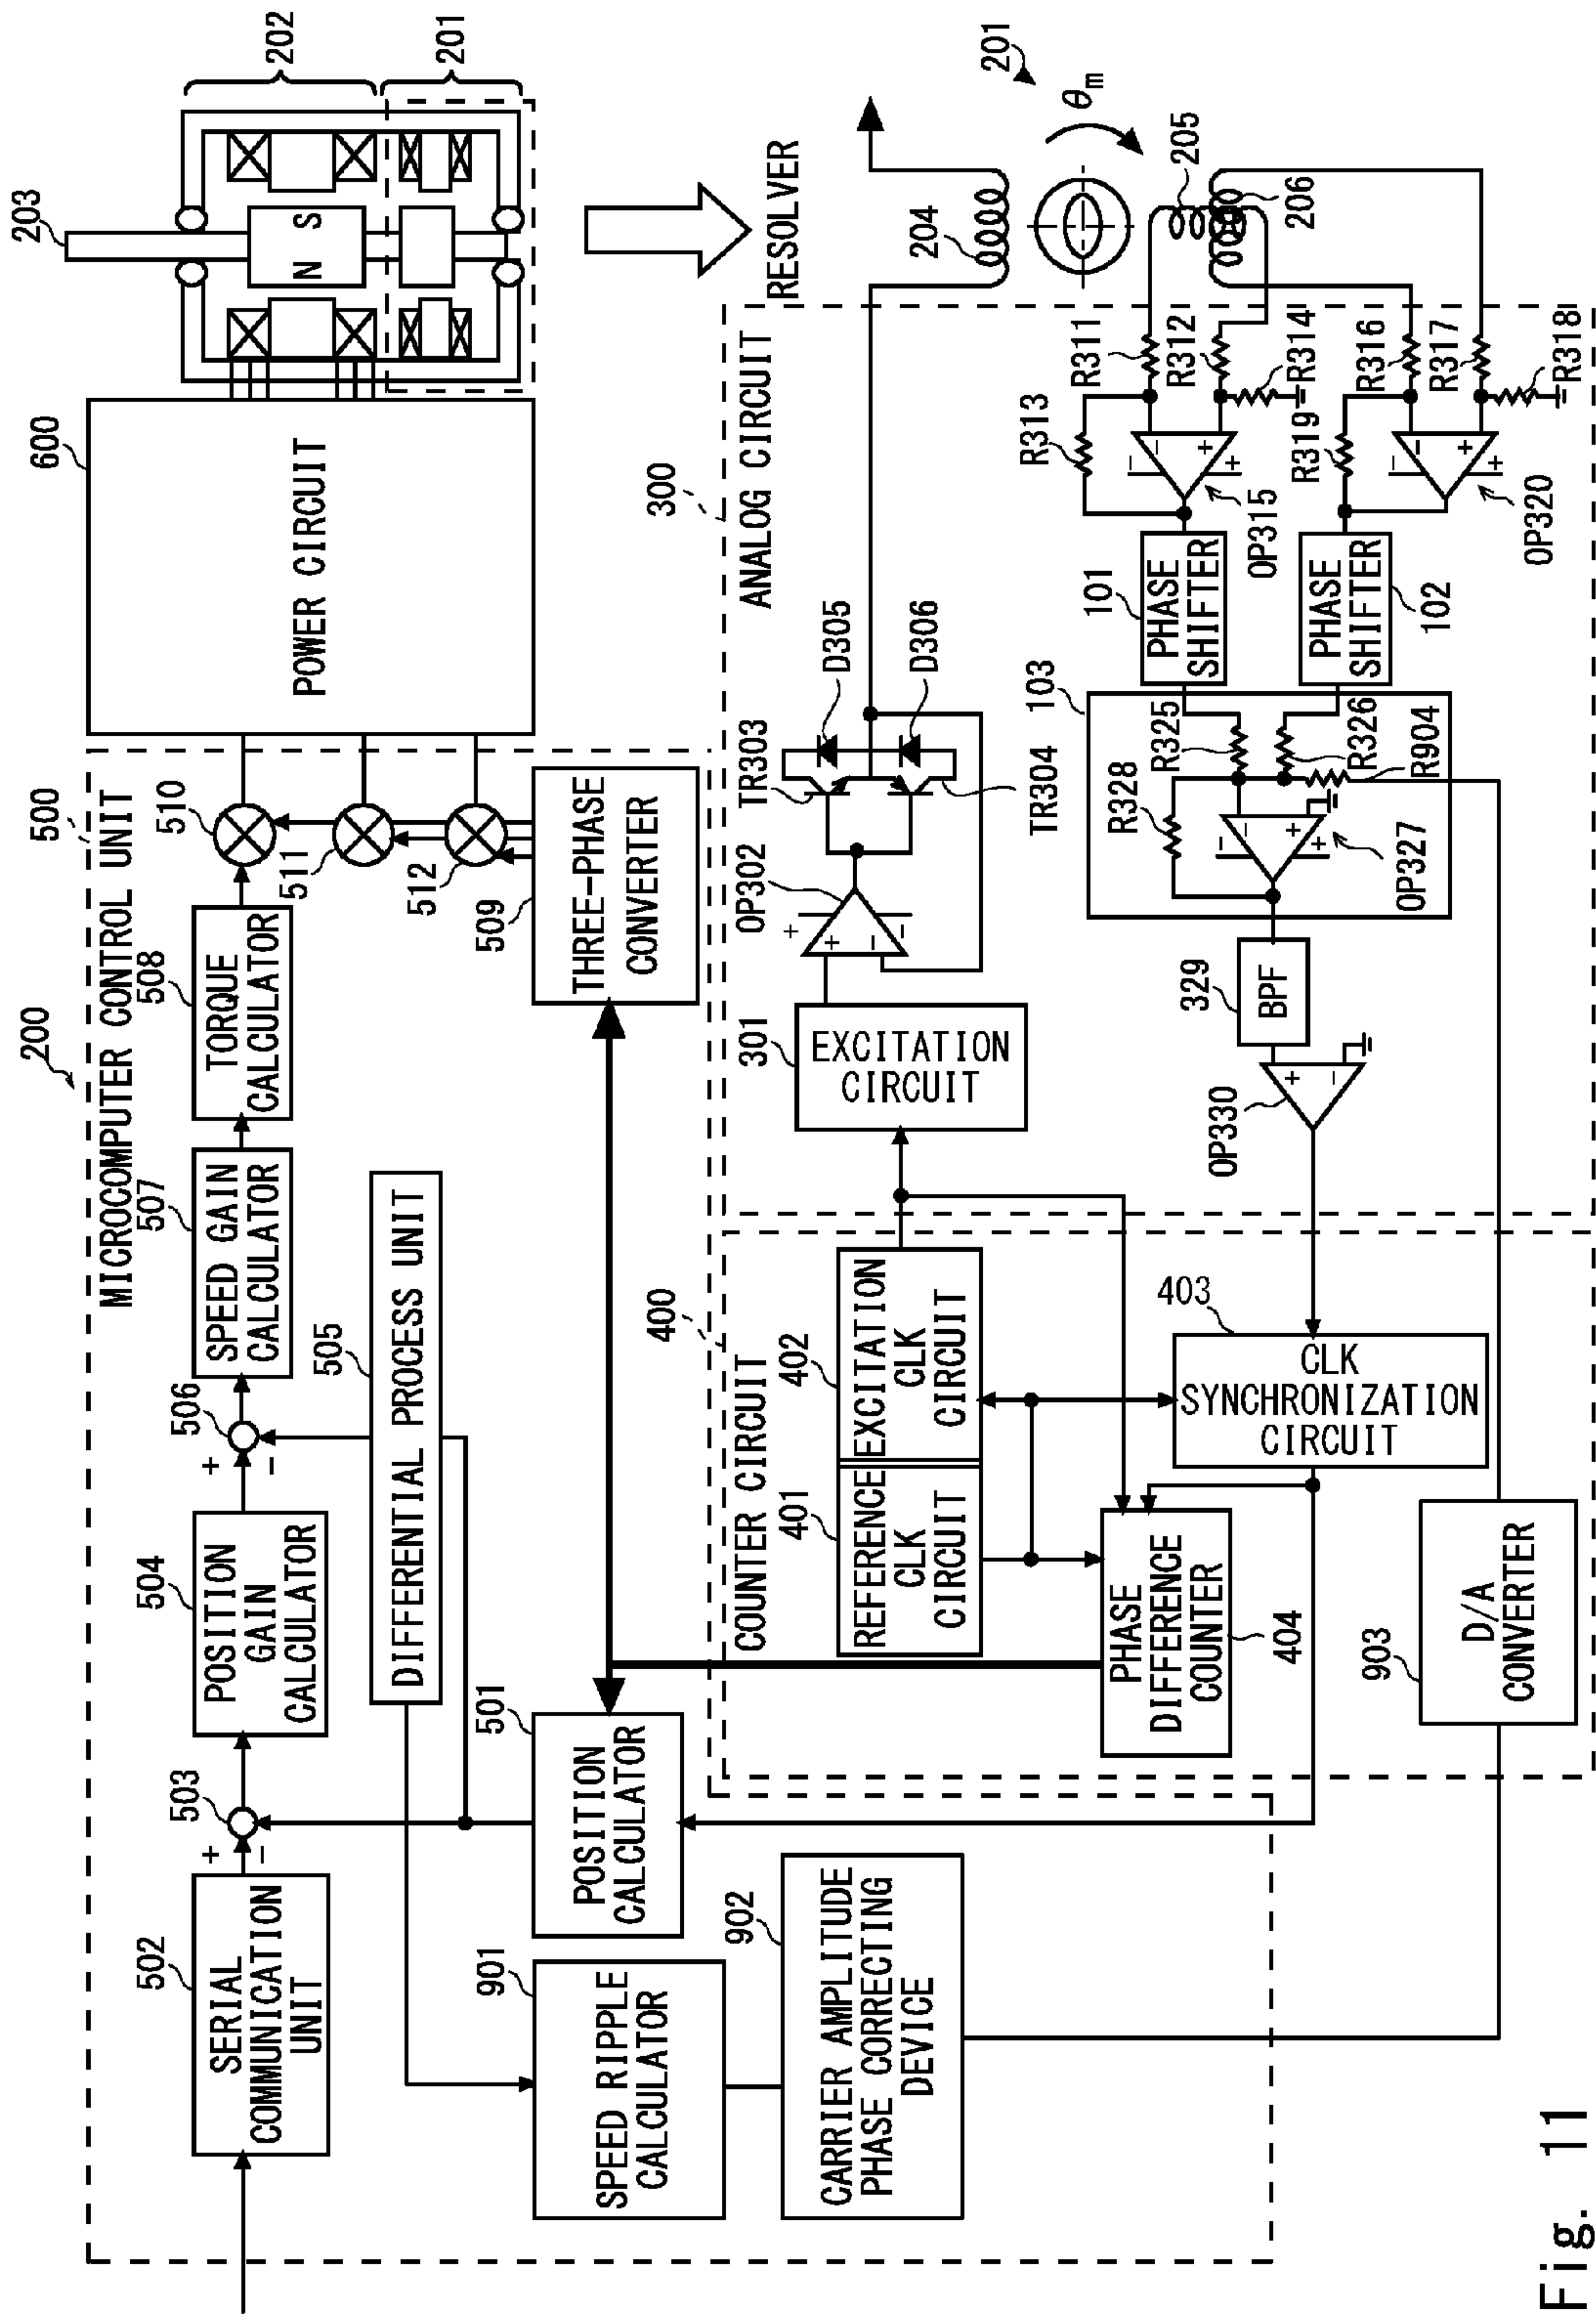 200
MICROCOMPUTER CONTROL UNIT
500
502
SERIAL
COMMUNICATION
UNIT
503
+
−
504
POSITION
GAIN
CALCULATOR
506
+
−
507
SPEED GAIN
CALCULATOR
508
TORQUE
CALCULATOR
510
511
512
505
DIFFERENTIAL PROCESS UNIT
501
POSITION
CALCULATOR
509
THREE-PHASE
CONVERTER
901
SPEED RIPPLE
CALCULATOR
902
CARRIER AMPLITUDE
PHASE CORRECTING
DEVICE
600
POWER CIRCUIT
203
N S
202
201
RESOLVER
201
θm
204
205
206
400
COUNTER CIRCUIT
401
REFERENCE
CLK
CIRCUIT
402
EXCITATION
CLK
CIRCUIT
403
CLK
SYNCHRONIZATION
CIRCUIT
PHASE
DIFFERENCE
COUNTER
404
903
D/A
CONVERTER
300
ANALOG CIRCUIT
301
EXCITATION
CIRCUIT
OP302
+
+
−
−
TR303
TR304
D305
D306
R311
R312
R313
R314
−
−
+
+
OP315
R316
R317
R318
R319
−
−
+
+
OP320
101
PHASE
SHIFTER
PHASE
SHIFTER
102
103
R325
R326
R904
R328
−
−
+
+
OP327
329
BPF
OP330
+
−
Fig. 11